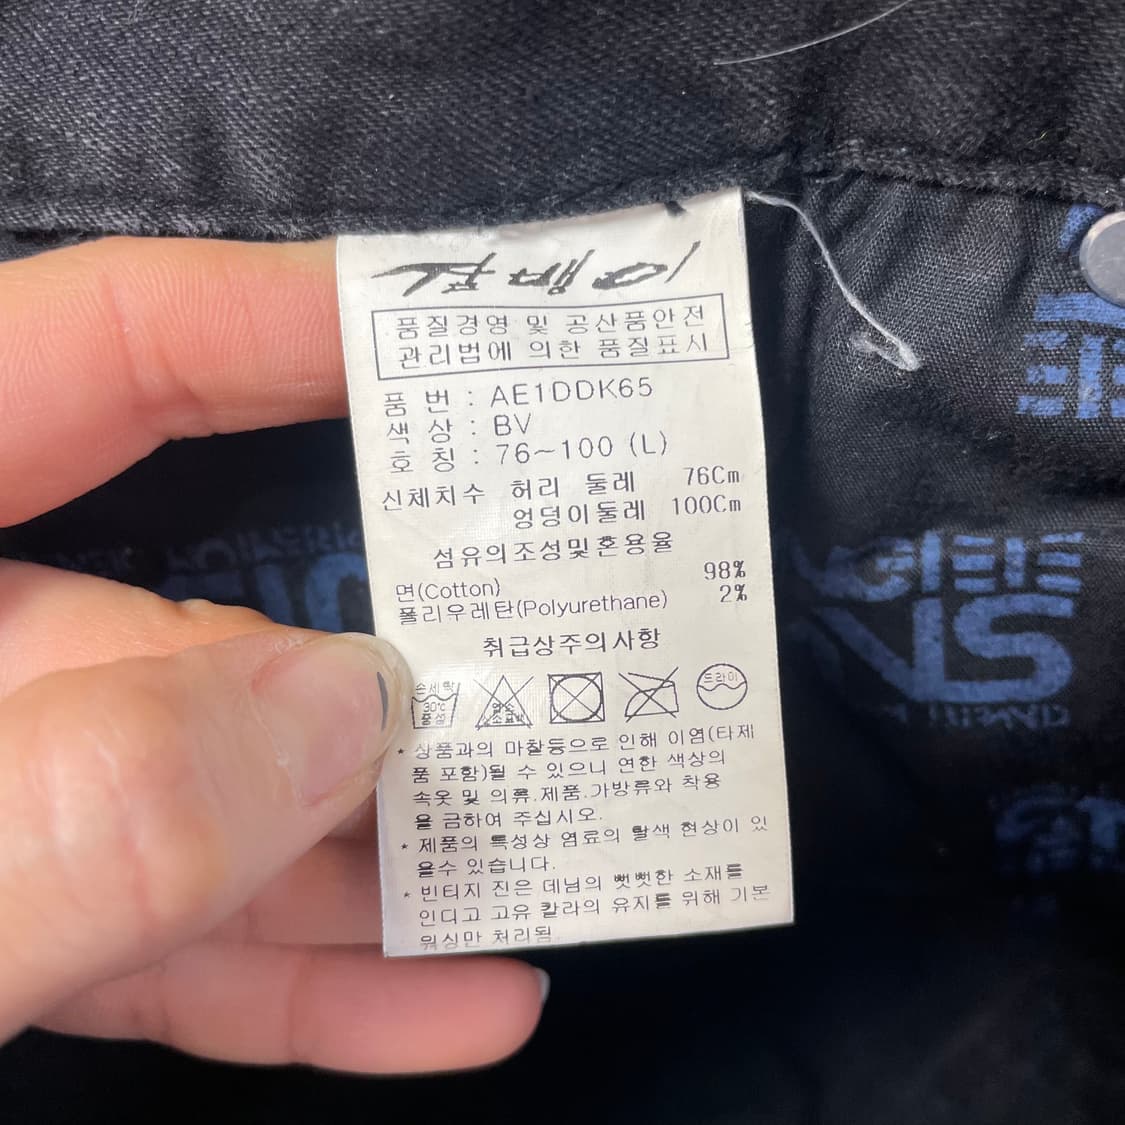 품질경영 및 공산품안전
관리법에 의한 품질표시
품 번 : AE1DDK65
색 상 : BV
호 칭 : 76~100 (L)
신체치수 허리 둘레 76Cm
엉덩이둘레 100Cm
섬유의조성및혼용율
면(Cotton) 98%
폴리우레탄(Polyurethane) 2%
취급상주의사항
손세탁
30℃
중성
염소
소표백
드라이
* 상품과의 마찰등으로 인해 이염(타제
품 포함)될 수 있으니 연한 색상의
속옷 및 의류.제품.가방류와 착용
을 금하여 주십시오.
* 제품의 특성상 염료의 탈색 현상이 있
을수 있습니다.
* 빈티지 진은 데님의 뻣뻣한 소재를
인디고 고유 칼라의 유지를 위해 기본
워싱만 처리됨.